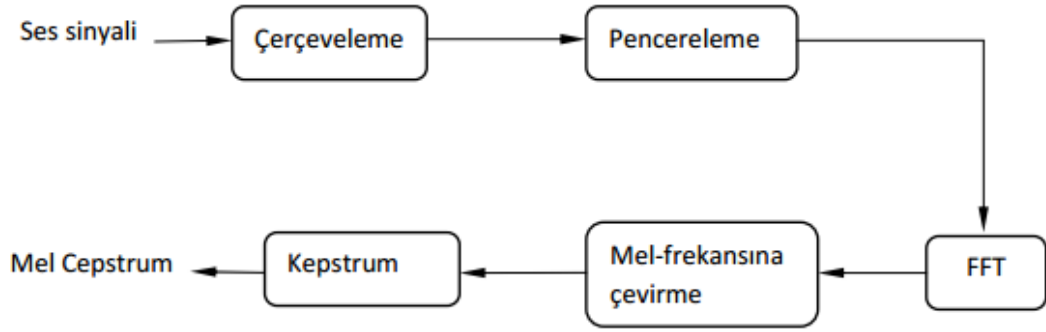 Ses sinyali
Çerçeveleme
Pencereleme
FFT
Mel-frekansına
çevirme
Kepstrum
Mel Cepstrum